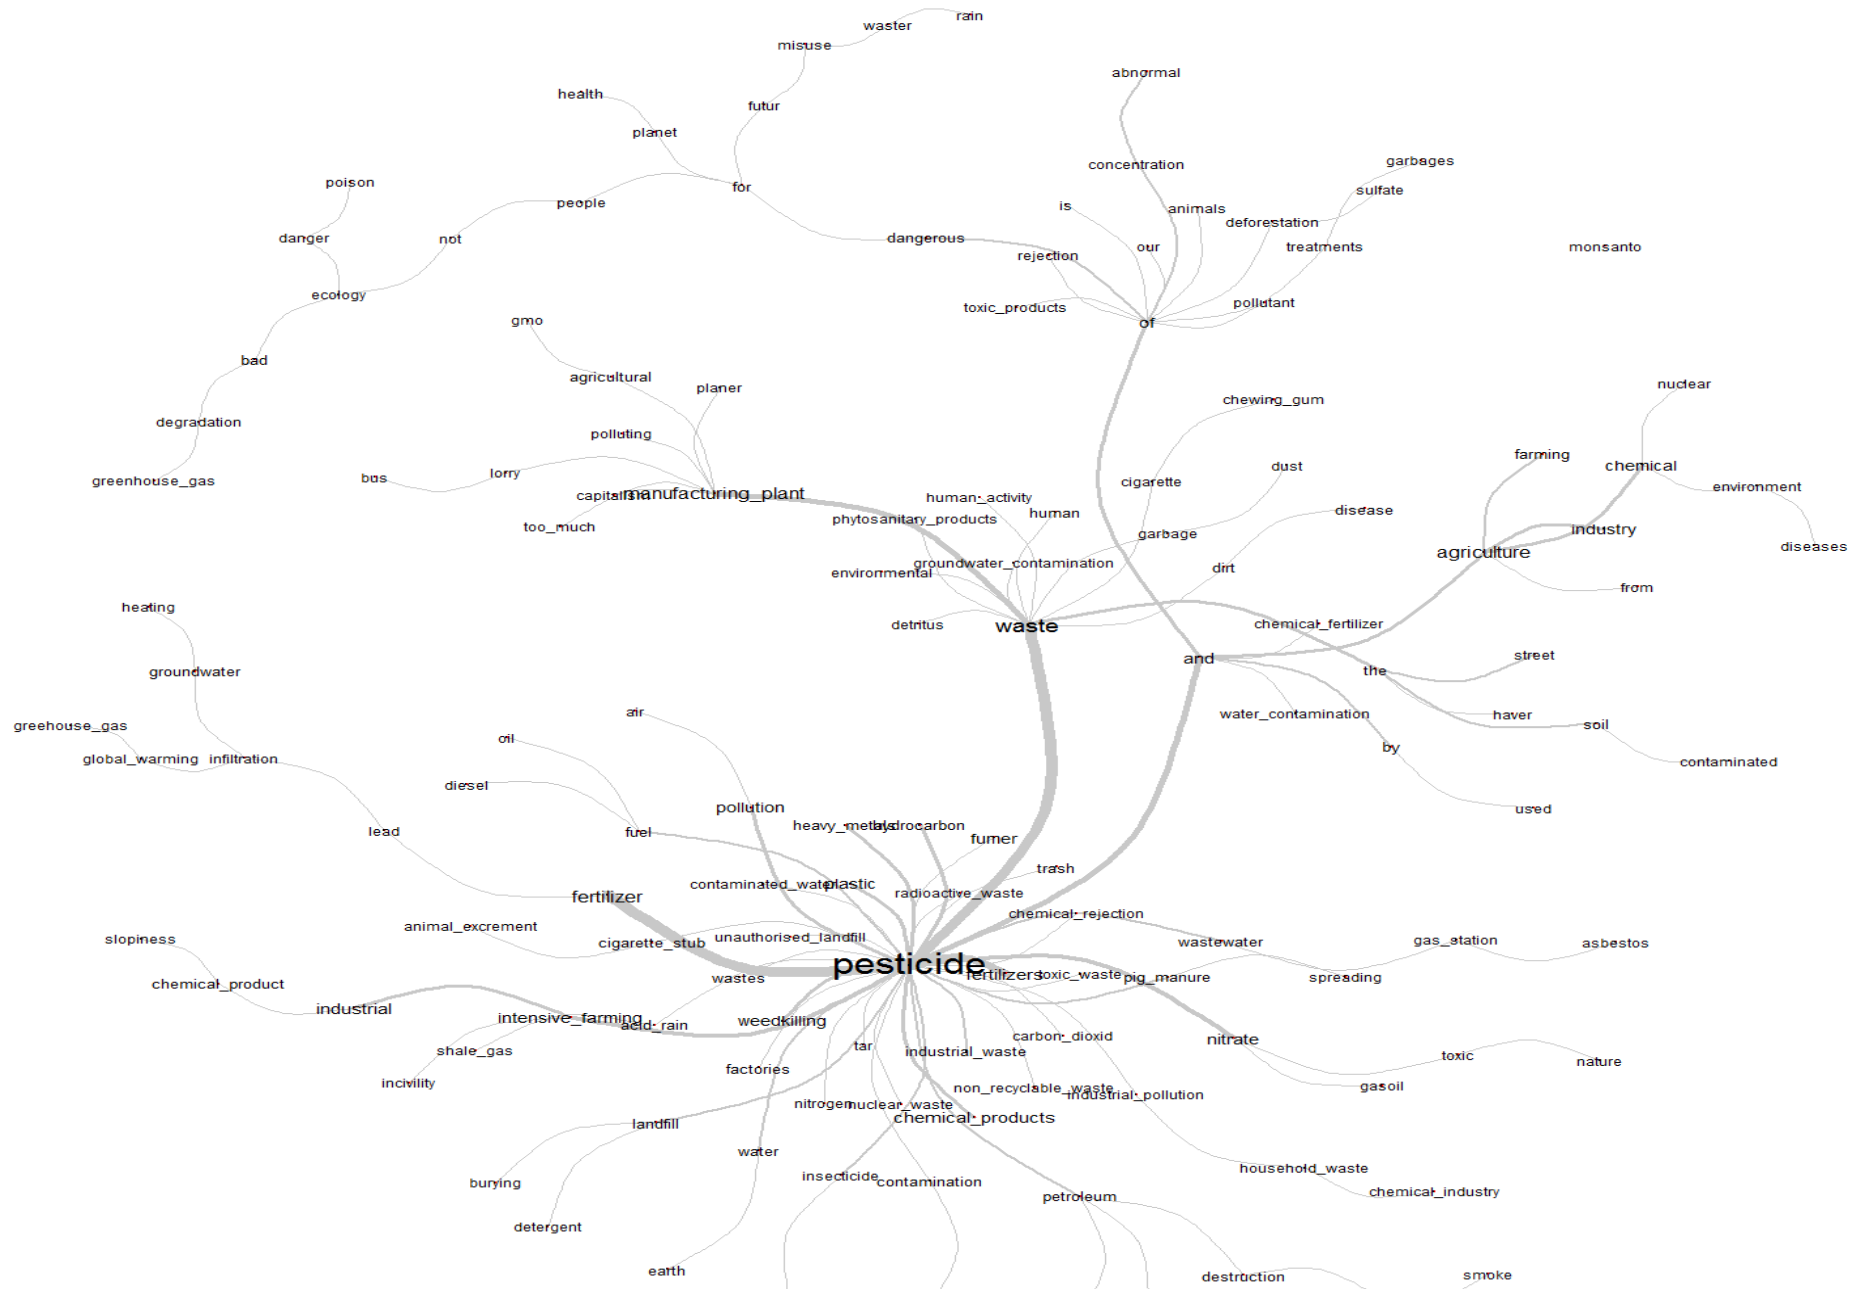 rain
waster
misuse
abnormal
health
futur
planet
concentration
garbages
poison
for
sulfate
people
is
animals
deforestation
danger
not
dangerous
our
treatments
monsanto
rejection
ecology
toxic_products
pollutant
gmo
of
bad
agricultural
planer
nuclear
chewing_gum
degradation
polluting
farming
greenhouse_gas
bus
lorry
dust
chemical
capitalism
manufacturing_plant
human_activity
cigarette
environment
too_much
phytosanitary_products
human
disease
garbage
industry
agriculture
diseases
environmental
groundwater_contamination
dirt
from
heating
detritus
waste
chemical_fertilizer
groundwater
and
the
street
greehouse_gas
air
water_contamination
haver
soil
oil
global_warming
infiltration
by
contaminated
diesel
pollution
used
lead
fuel
heavy_metals
hydrocarbon
fumer
trash
fertilizer
contaminated_water
plastic
radioactive_waste
chemical_rejection
animal_excrement
slopiness
cigarette_stub
unauthorised_landfill
wastewater
gas_station
asbestos
pesticide
chemical_product
wastes
fertilizers
toxic_waste
pig_manure
spreading
industrial
intensive_farming
acid_rain
weedkilling
shale_gas
tar
industrial_waste
carbon_dioxid
nitrate
toxic
nature
incivility
factories
non_recyclable_waste
industrial_pollution
gasoil
nitrogen
nuclear_waste
chemical_products
landfill
water
burying
insecticide
contamination
petroleum
household_waste
chemical_industry
detergent
earth
destruction
smoke